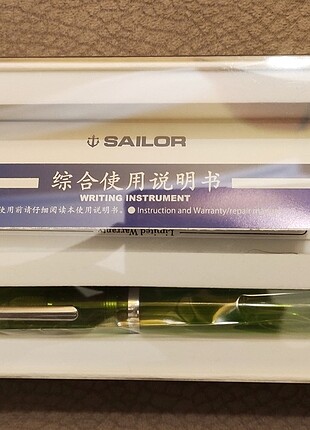 SAILOR
综合使用说明书
WRITING INSTRUMENT
使用前请仔细阅读本使用说明书。 ● Instruction and Warranty/repair
Limited Warranty